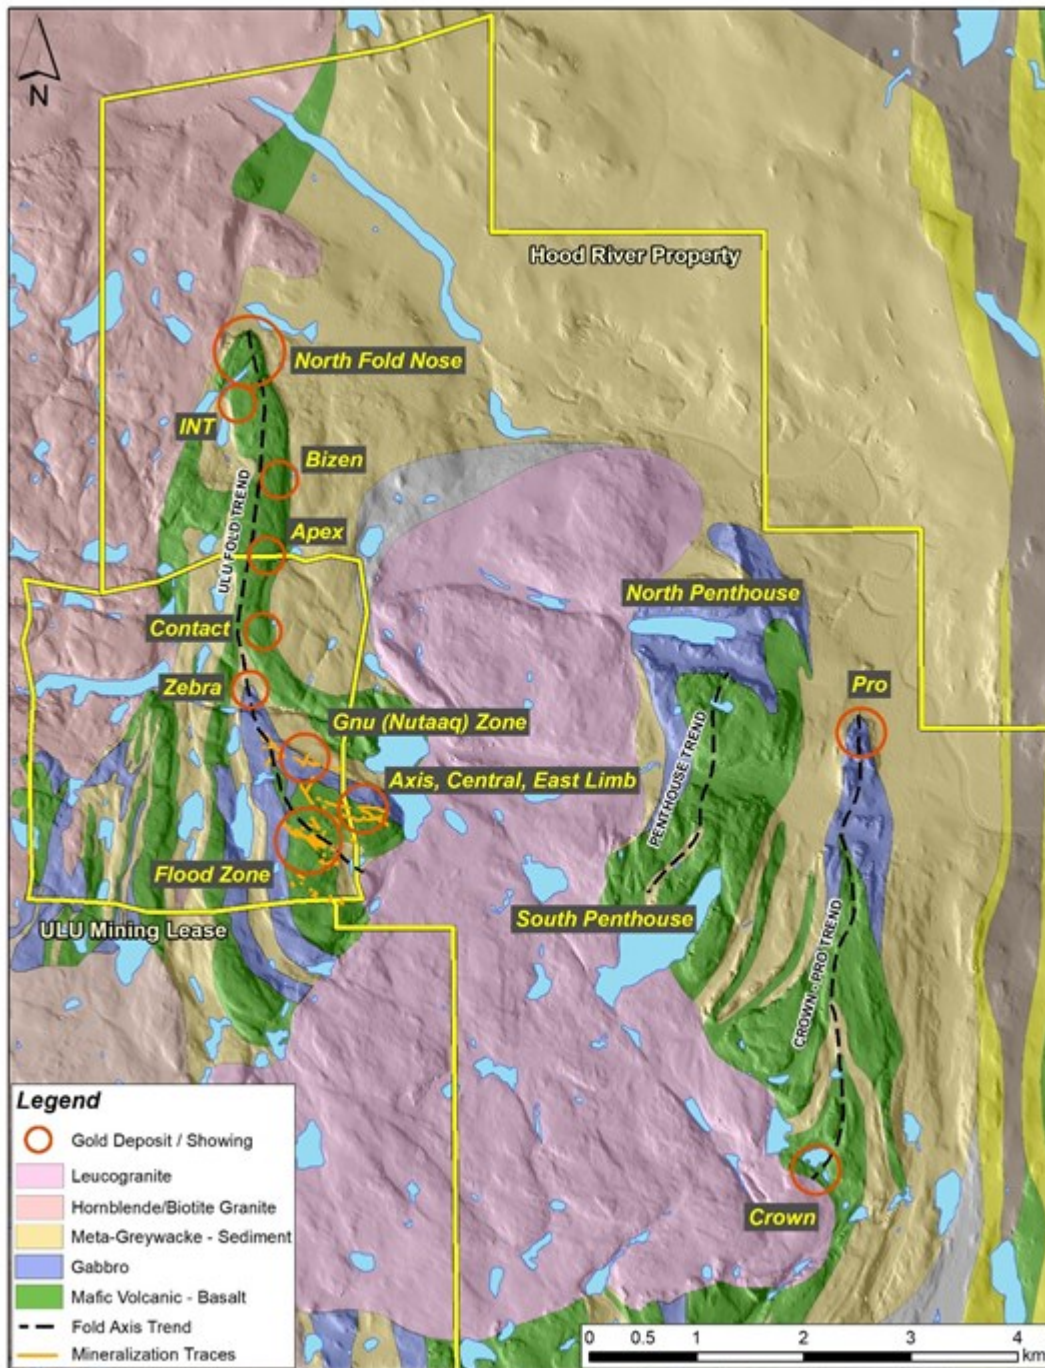 N
Hood River Property
North Fold Nose
INT
Bizen
ULU FOLD TREND
Apex
North Penthouse
Contact
Zebra
Pro
Gnu (Nutaaq) Zone
PENTHOUSE TREND
Axis, Central, East Limb
Flood Zone
South Penthouse
ULU Mining Lease
CROWN - PRO TREND
Crown
Legend
Gold Deposit / Showing
Leucogranite
Hornblende/Biotite Granite
Meta-Greywacke - Sediment
Gabbro
Mafic Volcanic - Basalt
Fold Axis Trend
Mineralization Traces
0 0.5 1 2 3 4
km